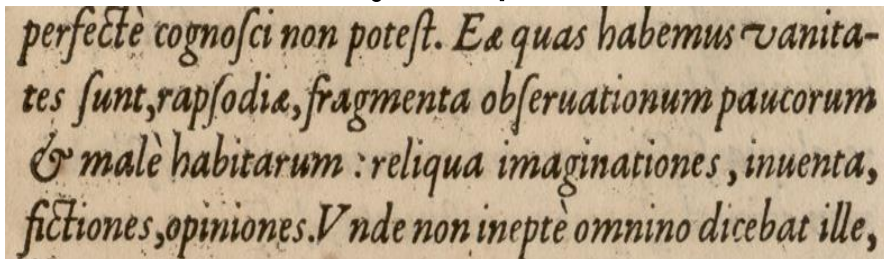 perfectè cognoſci non poteſt. Eæ quas habemus vanita-
tes ſunt, rapſodiæ, fragmenta obſeruationum paucorum
& malè habitarum : reliqua imaginationes, inuenta,
fictiones, opiniones. Vnde non ineptè omnino dicebat ille,